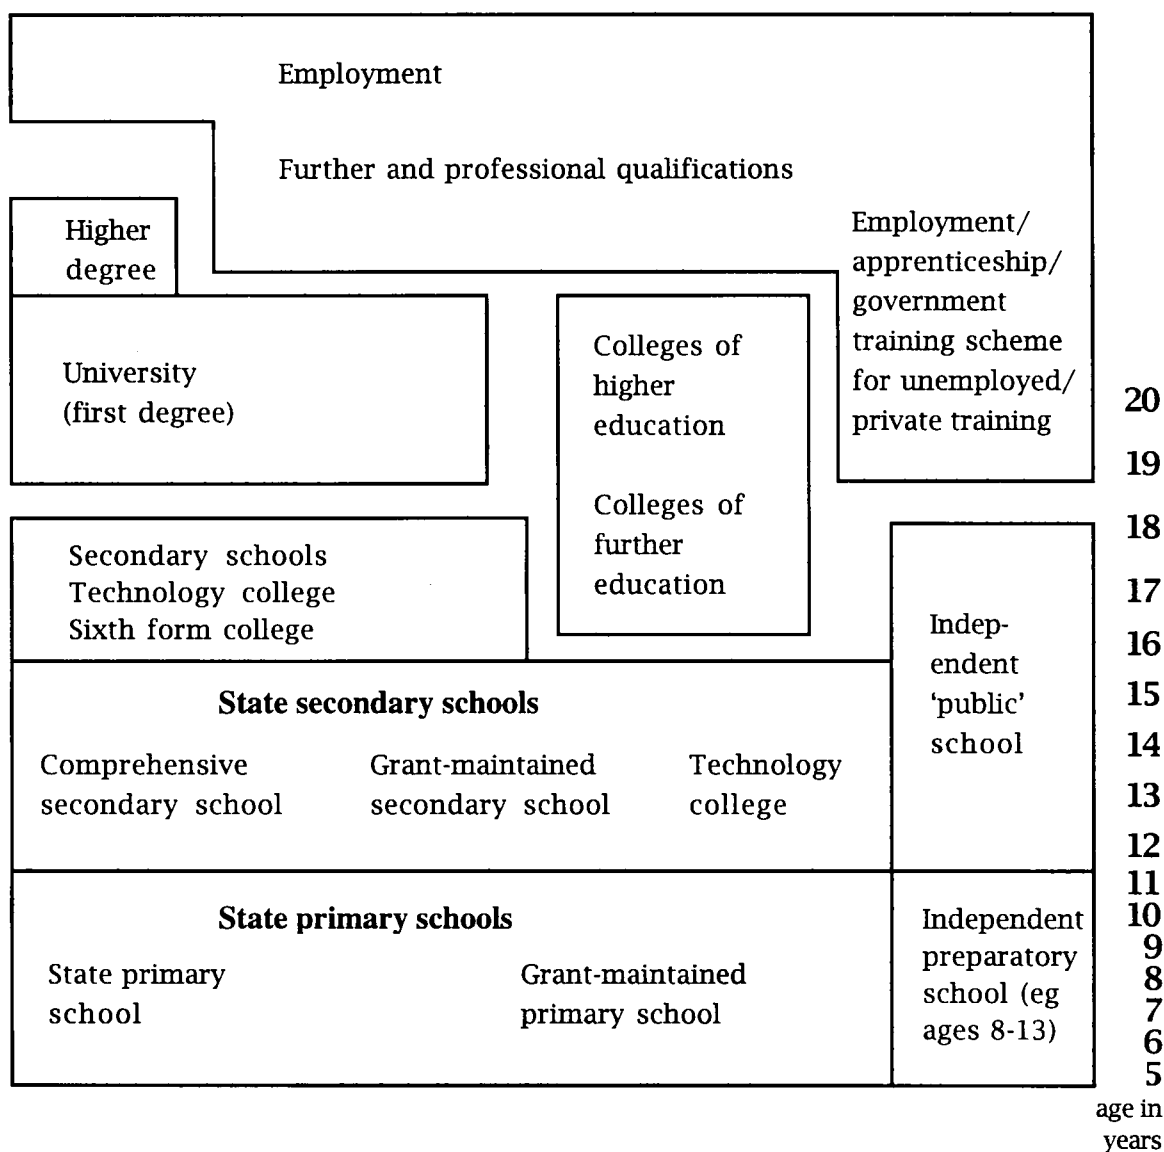 Employment
Further and professional qualifications
Higher
degree
Employment/
apprenticeship/
government
training scheme
for unemployed/
private training
University
(first degree)
Colleges of
higher
education
Colleges of
further
education
Secondary schools
Technology college
Sixth form college
Indep-
endent
‘public’
school
State secondary schools
Comprehensive
secondary school
Grant-maintained
secondary school
Technology
college
State primary schools
State primary
school
Grant-maintained
primary school
Independent
preparatory
school (eg
ages 8-13)
20
19
18
17
16
15
14
13
12
11
10
9
8
7
6
5
age in
years